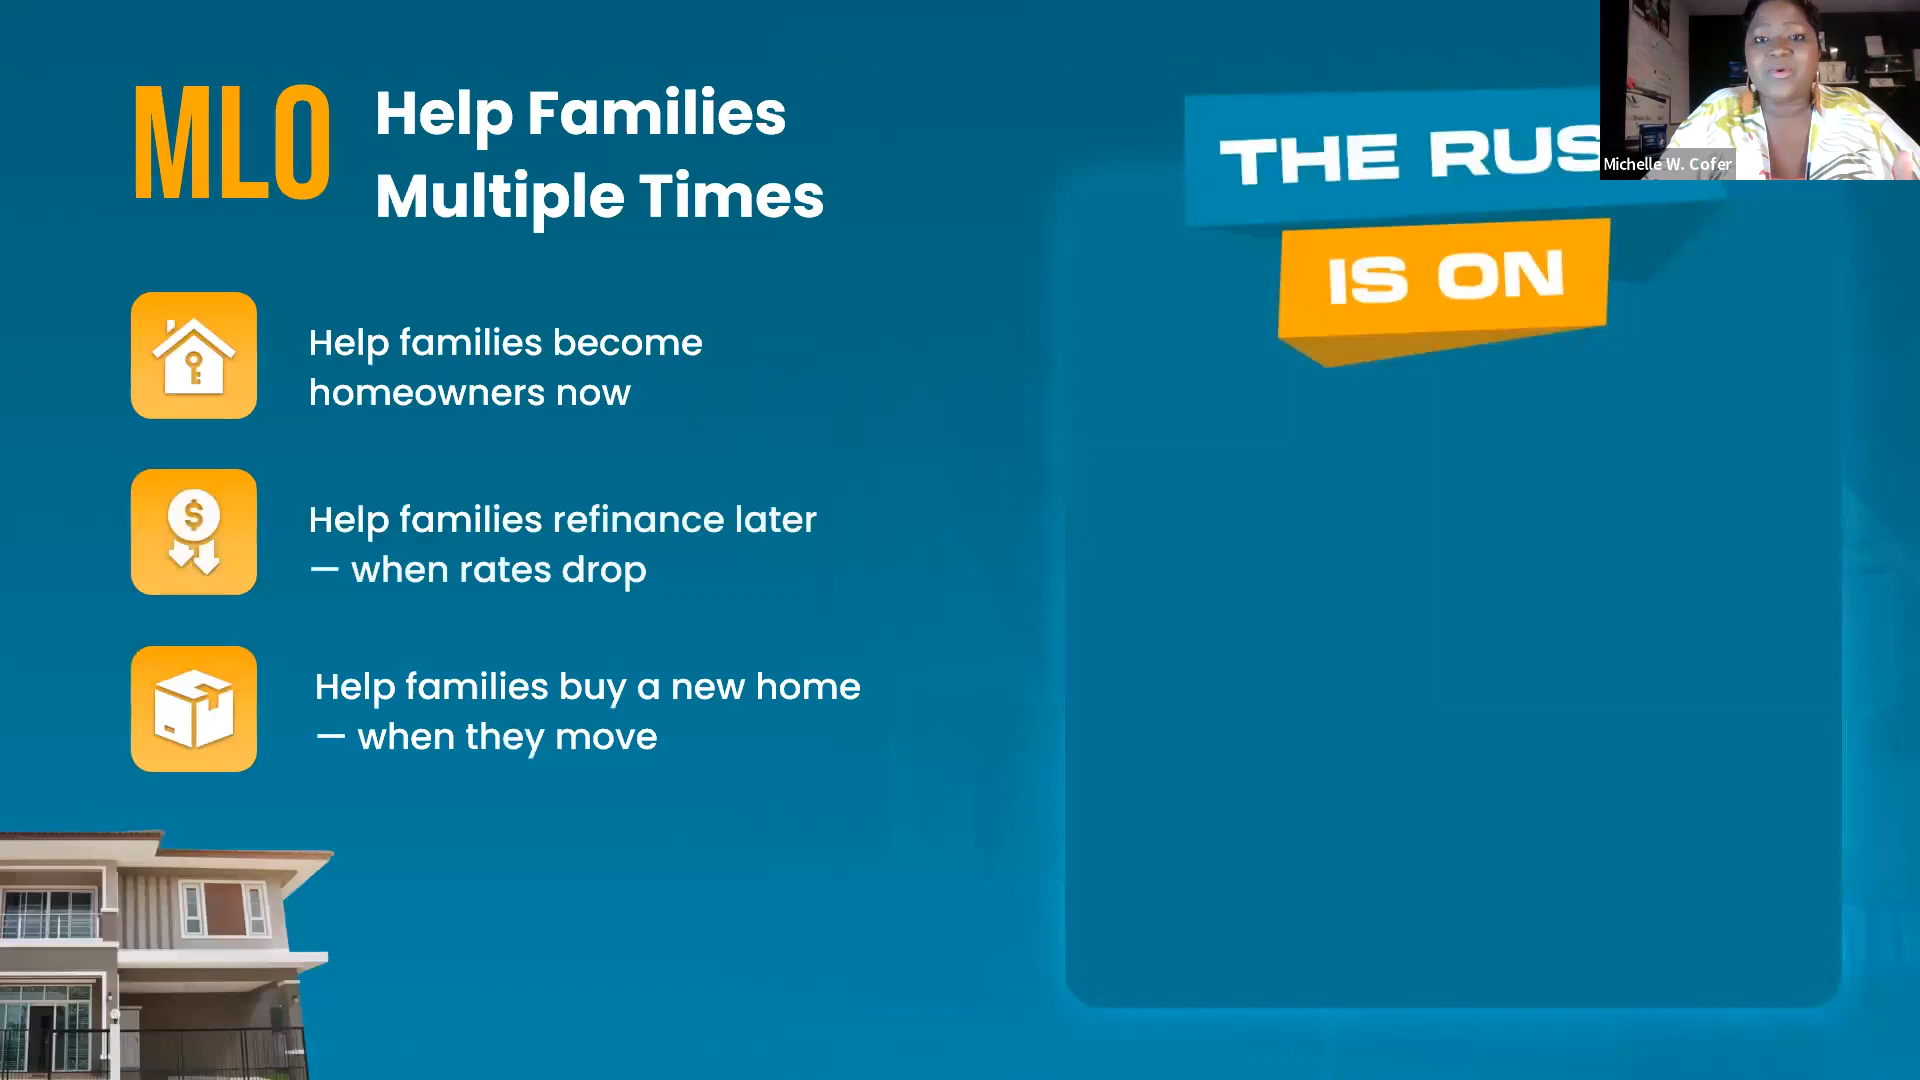 MLO
Help Families
Multiple Times
Help families become
homeowners now
$
Help families refinance later
— when rates drop
Help families buy a new home
— when they move
THE RUS
IS ON
Michelle W. Cofer